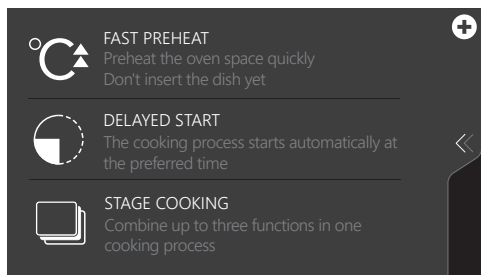 FAST PREHEAT
Preheat the oven space quickly
Don't insert the dish yet
DELAYED START
The cooking process starts automatically at
the preferred time
STAGE COOKING
Combine up to three functions in one
cooking process